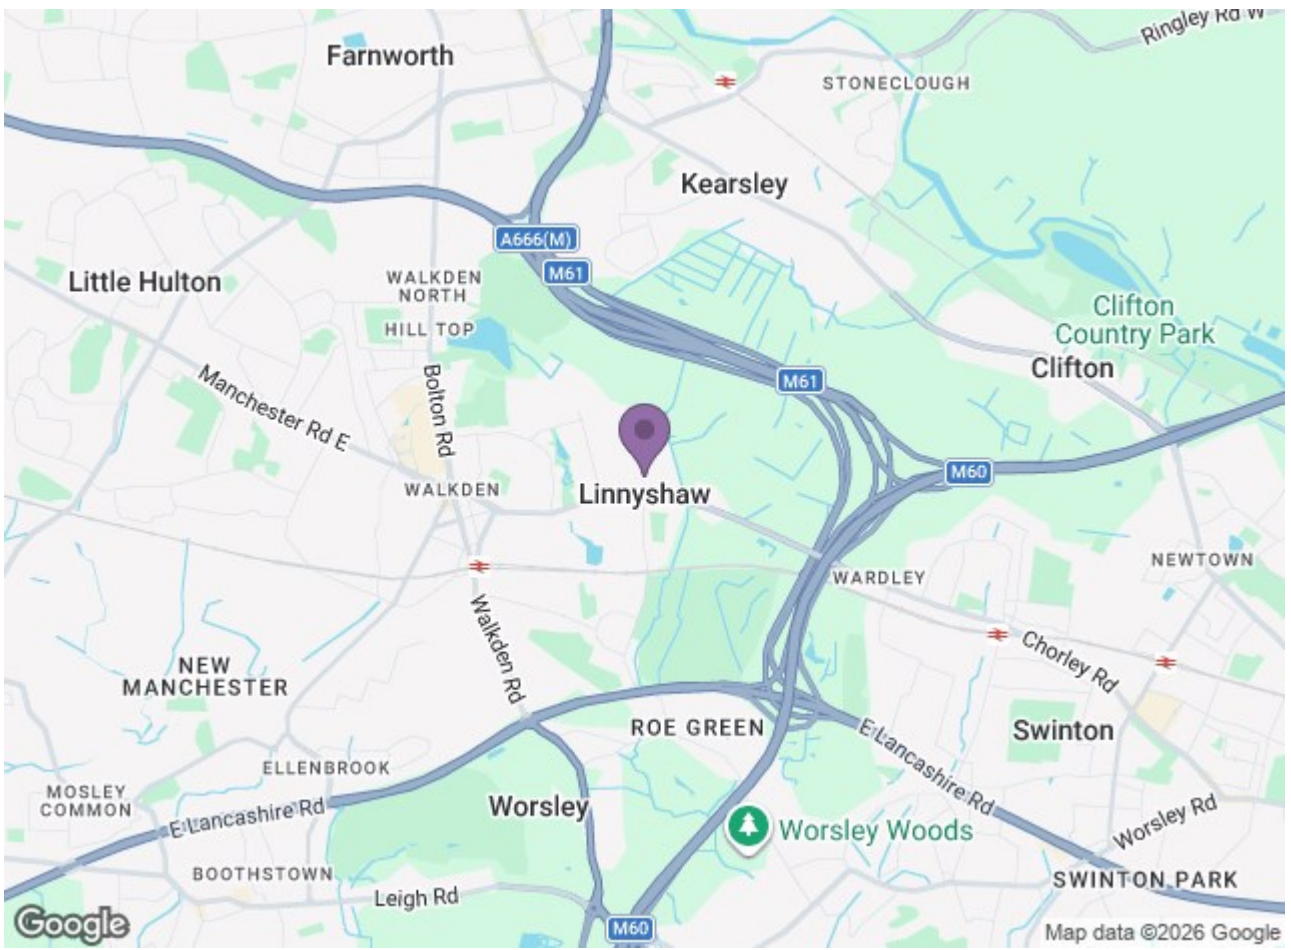 Ringley Rd W
Farnworth
STONECLOUGH
Kearsley
A666(M)
M61
Little Hulton
WALKDEN
NORTH
HILL TOP
Clifton
Country Park
Clifton
M61
Manchester Rd E
Bolton Rd
M60
WALKDEN
Linnyshaw
NEWTOWN
WARDLEY
Walkden Rd
Chorley Rd
NEW
MANCHESTER
ROE GREEN
Swinton
E Lancashire Rd
ELLENBROOK
MOSLEY
COMMON
E Lancashire Rd
Worsley
Worsley Woods
Worsley Rd
BOOTHSTOWN
Leigh Rd
SWINTON PARK
M60
Google
Map data ©2026 Google